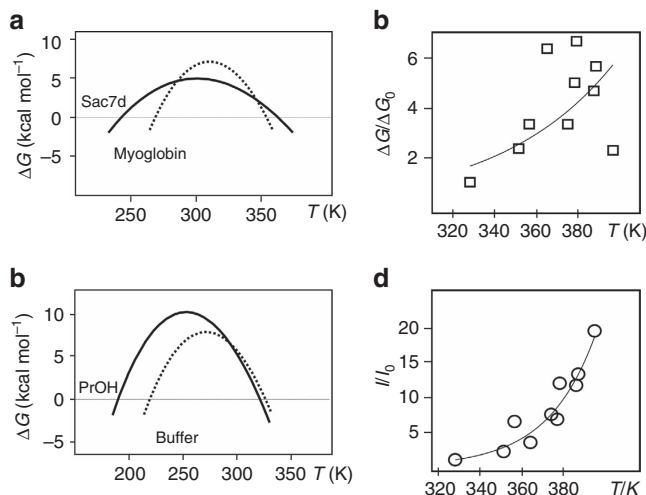 a
10
5
0
−5
ΔG (kcal mol⁻¹)
Sac7d
Myoglobin
250
300
350
T (K)
b
6
4
2
ΔG/ΔG₀
320
340
360
380
T (K)
b
10
5
0
−5
ΔG (kcal mol⁻¹)
PrOH
Buffer
200
250
300
350
T (K)
d
20
15
10
5
I/I₀
320
340
360
380
T/K